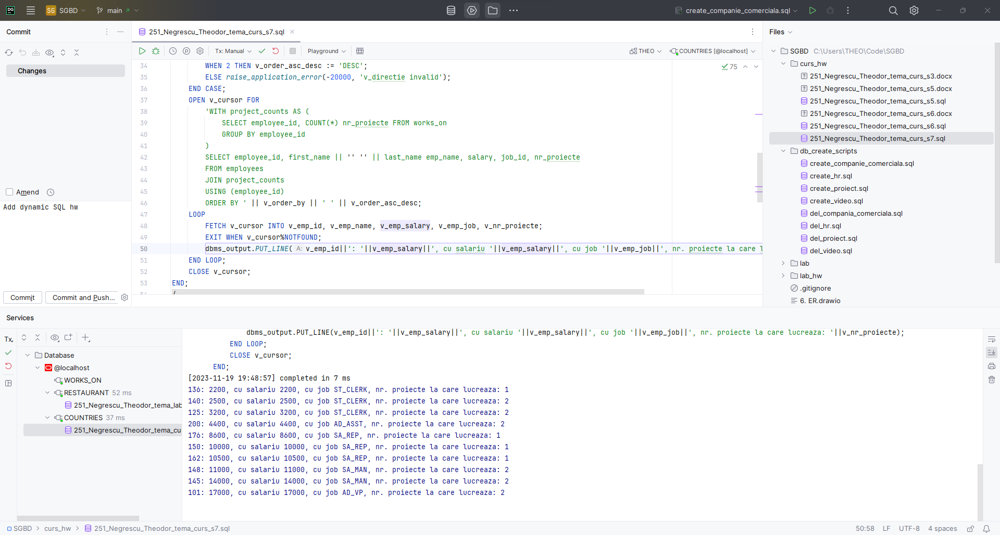 DG SG SGBD main create_companie_comerciala.sql
Commit
251_Negrescu_Theodor_tema_curs_s7.sql
Files
Tx: Manual Playground THEO COUNTRIES [@localhost]
Changes
Amend
Add dynamic SQL hw
Commit Commit and Push...
34 WHEN 2 THEN v_order_asc_desc := 'DESC';
35 ELSE raise_application_error(-20000, 'v_directie invalid');
36 END CASE;
37 OPEN v_cursor FOR
38 'WITH project_counts AS (
39 SELECT employee_id, COUNT(*) nr_proiecte FROM works_on
40 GROUP BY employee_id
41 )
42 SELECT employee_id, first_name || '' '' || last_name emp_name, salary, job_id, nr_proiecte
43 FROM employees
44 JOIN project_counts
45 USING (employee_id)
46 ORDER BY ' || v_order_by || ' ' || v_order_asc_desc;
47 LOOP
48 FETCH v_cursor INTO v_emp_id, v_emp_name, v_emp_salary, v_emp_job, v_nr_proiecte;
49 EXIT WHEN v_cursor%NOTFOUND;
50 dbms_output.PUT_LINE( A: v_emp_id||': '||v_emp_salary||', cu salariu '||v_emp_salary||', cu job '||v_emp_job||', nr. proiecte la care l
51 END LOOP;
52 CLOSE v_cursor;
53 END;
/
75
SGBD C:\Users\THEO\Code\SGBD
curs_hw
251_Negrescu_Theodor_tema_curs_s3.docx
251_Negrescu_Theodor_tema_curs_s5.docx
251_Negrescu_Theodor_tema_curs_s5.sql
251_Negrescu_Theodor_tema_curs_s6.docx
251_Negrescu_Theodor_tema_curs_s6.sql
251_Negrescu_Theodor_tema_curs_s7.sql
db_create_scripts
create_companie_comerciala.sql
create_hr.sql
create_proiect.sql
create_video.sql
del_compania_comerciala.sql
del_hr.sql
del_proiect.sql
del_video.sql
lab
lab_hw
.gitignore
6. ER.drawio
Services
Tx
Database
@localhost
WORKS_ON
RESTAURANT 52 ms
251_Negrescu_Theodor_tema_lab
COUNTRIES 37 ms
251_Negrescu_Theodor_tema_cu
dbms_output.PUT_LINE(v_emp_id||': '||v_emp_salary||', cu salariu '||v_emp_salary||', cu job '||v_emp_job||', nr. proiecte la care lucreaza: '||v_nr_proiecte);
END LOOP;
CLOSE v_cursor;
END;
[2023-11-19 19:48:57] completed in 7 ms
136: 2200, cu salariu 2200, cu job ST_CLERK, nr. proiecte la care lucreaza: 1
140: 2500, cu salariu 2500, cu job ST_CLERK, nr. proiecte la care lucreaza: 2
125: 3200, cu salariu 3200, cu job ST_CLERK, nr. proiecte la care lucreaza: 2
200: 4400, cu salariu 4400, cu job AD_ASST, nr. proiecte la care lucreaza: 2
176: 8600, cu salariu 8600, cu job SA_REP, nr. proiecte la care lucreaza: 1
150: 10000, cu salariu 10000, cu job SA_REP, nr. proiecte la care lucreaza: 1
162: 10500, cu salariu 10500, cu job SA_REP, nr. proiecte la care lucreaza: 1
148: 11000, cu salariu 11000, cu job SA_MAN, nr. proiecte la care lucreaza: 2
145: 14000, cu salariu 14000, cu job SA_MAN, nr. proiecte la care lucreaza: 2
101: 17000, cu salariu 17000, cu job AD_VP, nr. proiecte la care lucreaza: 2
SGBD > curs_hw > 251_Negrescu_Theodor_tema_curs_s7.sql
50:58 LF UTF-8 4 spaces